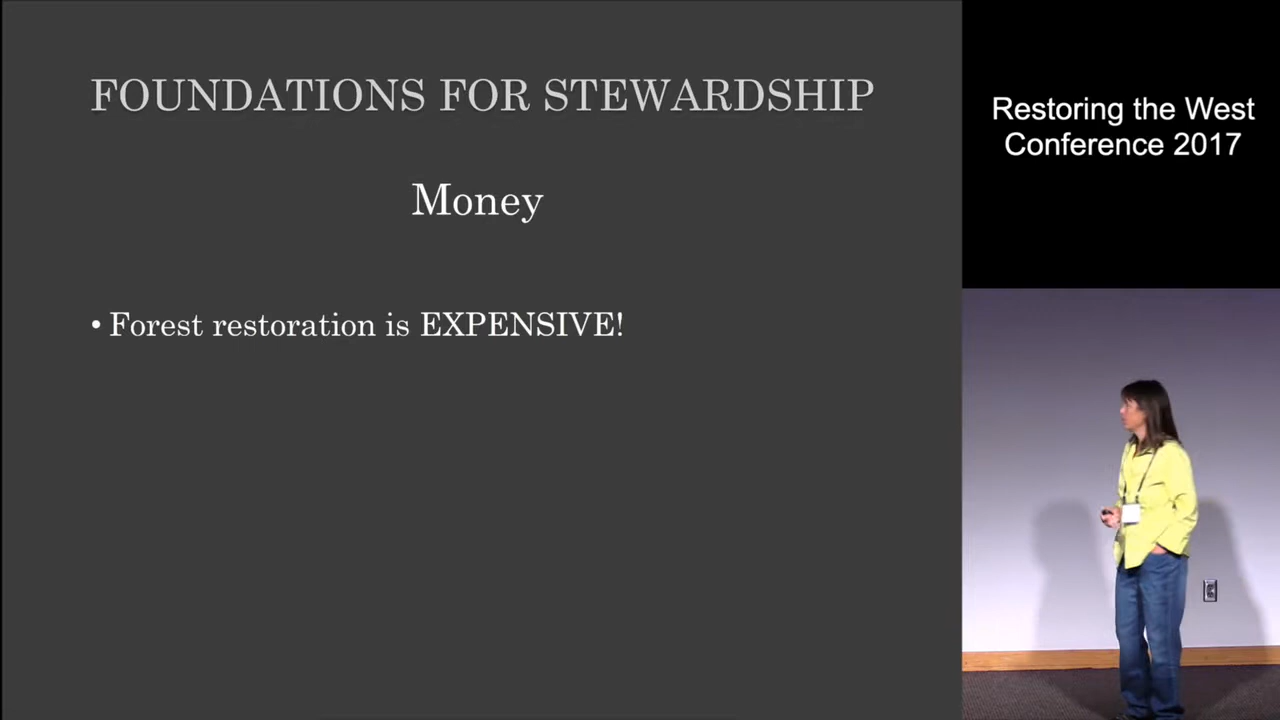 FOUNDATIONS FOR STEWARDSHIP
Money
• Forest restoration is EXPENSIVE!
Restoring the West
Conference 2017